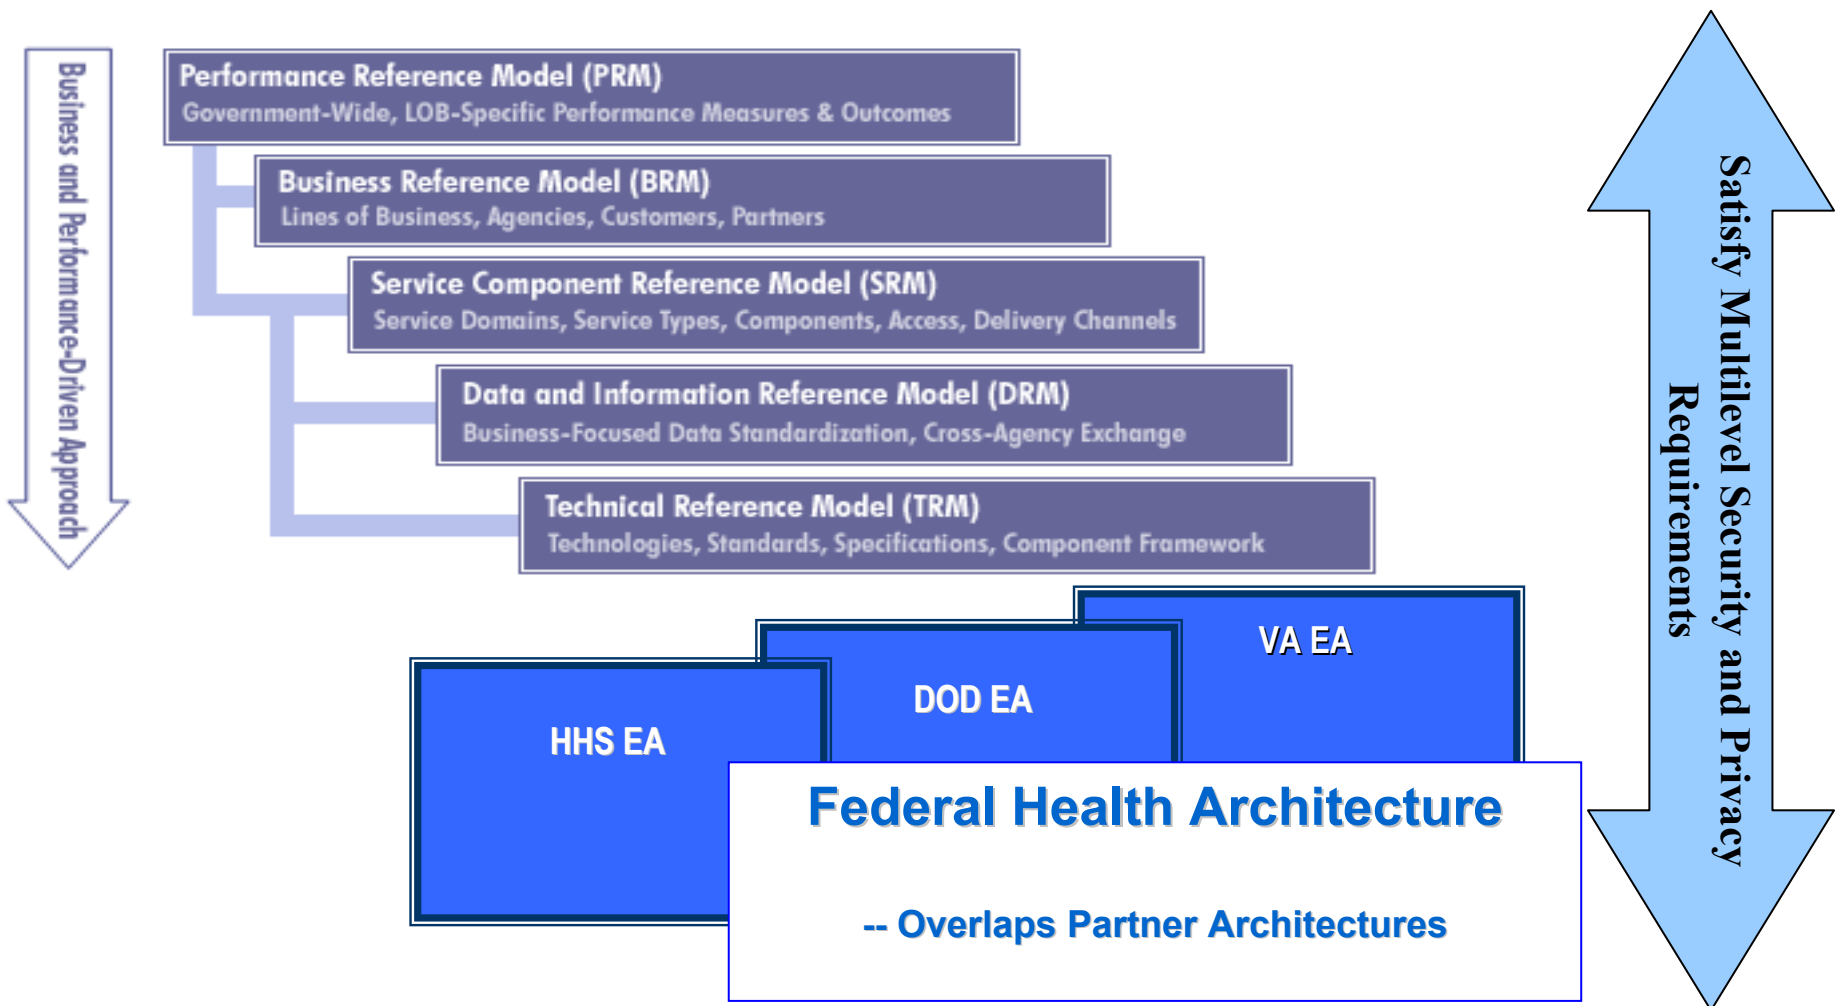 Business and Performance-Driven Approach
Performance Reference Model (PRM)
Government-Wide, LOB-Specific Performance Measures & Outcomes
Business Reference Model (BRM)
Lines of Business, Agencies, Customers, Partners
Service Component Reference Model (SRM)
Service Domains, Service Types, Components, Access, Delivery Channels
Data and Information Reference Model (DRM)
Business-Focused Data Standardization, Cross-Agency Exchange
Technical Reference Model (TRM)
Technologies, Standards, Specifications, Component Framework
VA EA
DOD EA
HHS EA
Federal Health Architecture
-- Overlaps Partner Architectures
Satisfy Multilevel Security and Privacy
Requirements